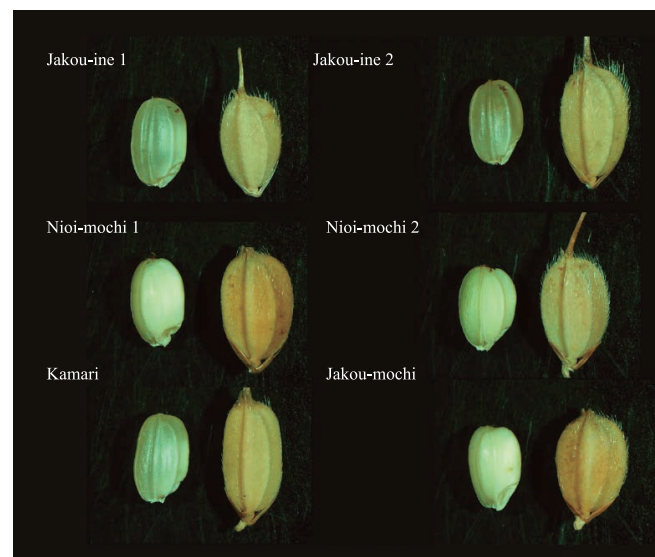 Jakou-ine 1
Jakou-ine 2
Nioi-mochi 1
Nioi-mochi 2
Kamari
Jakou-mochi